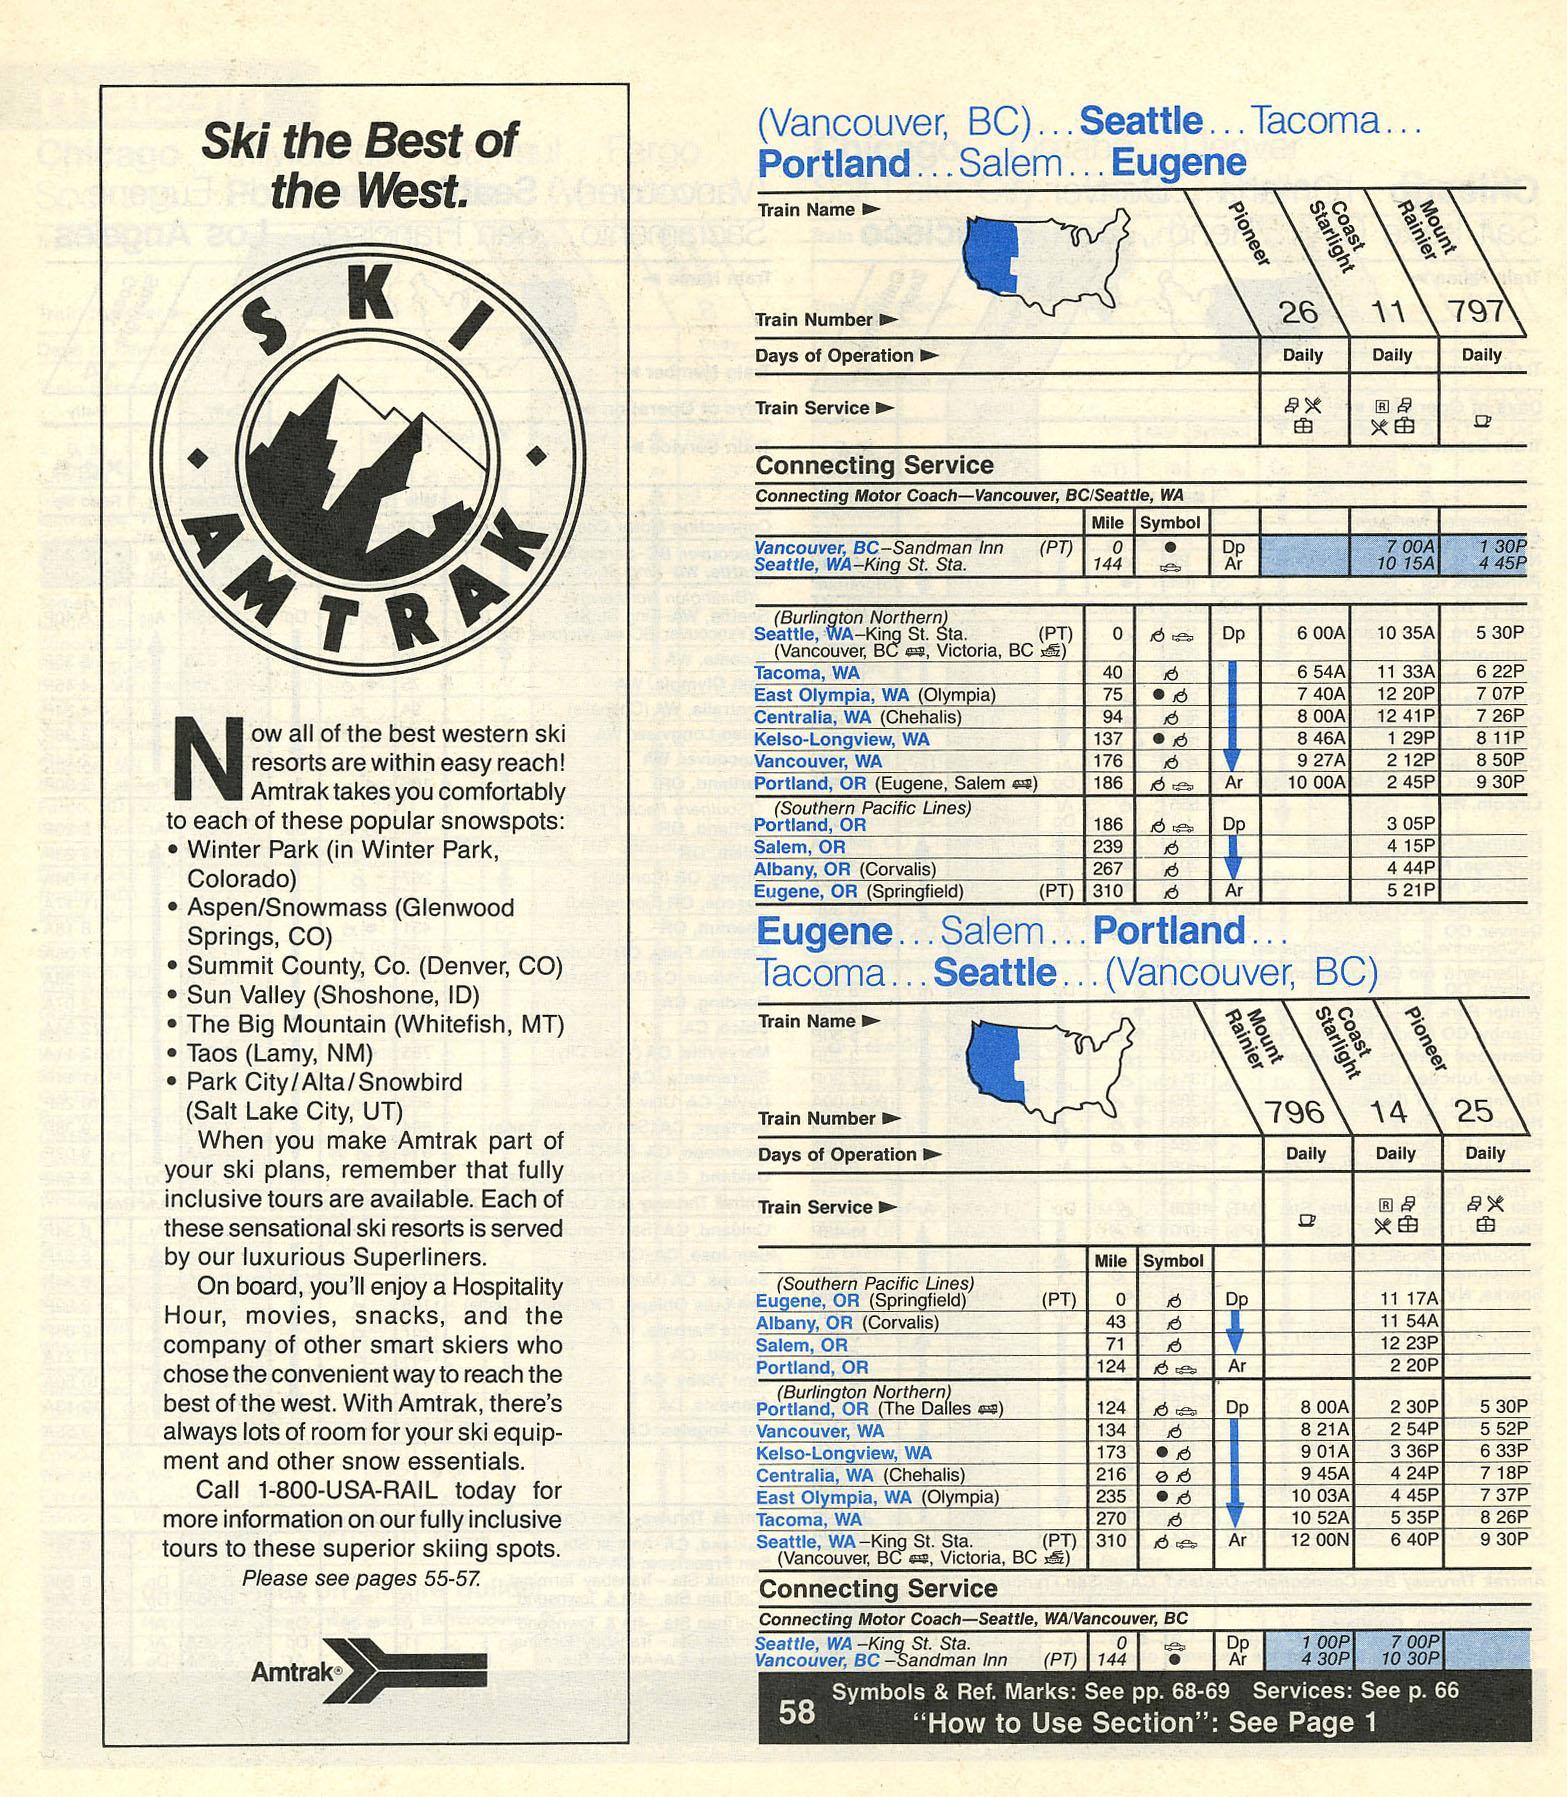 Ski the Best of
the West.
SKI
AMTRAK
Now all of the best western ski
resorts are within easy reach!
Amtrak takes you comfortably
to each of these popular snowspots:
• Winter Park (in Winter Park,
Colorado)
• Aspen/Snowmass (Glenwood
Springs, CO)
• Summit County, Co. (Denver, CO)
• Sun Valley (Shoshone, ID)
• The Big Mountain (Whitefish, MT)
• Taos (Lamy, NM)
• Park City/Alta/Snowbird
(Salt Lake City, UT)
When you make Amtrak part of
your ski plans, remember that fully
inclusive tours are available. Each of
these sensational ski resorts is served
by our luxurious Superliners.
On board, you'll enjoy a Hospitality
Hour, movies, snacks, and the
company of other smart skiers who
chose the convenient way to reach the
best of the west. With Amtrak, there's
always lots of room for your ski equip-
ment and other snow essentials.
Call 1-800-USA-RAIL today for
more information on our fully inclusive
tours to these superior skiing spots.
Please see pages 55-57.
Amtrak®
(Vancouver, BC)...Seattle...Tacoma...
Portland...Salem...Eugene
Train Name ► Pioneer Coast Starlight Mount Rainier
Train Number ► 26 11 797
Days of Operation ► Daily Daily Daily
Train Service ► R
Connecting Service
Connecting Motor Coach—Vancouver, BC/Seattle, WA
Mile Symbol
Vancouver, BC–Sandman Inn (PT) 0 ● Dp 7 00A 1 30P
Seattle, WA–King St. Sta. 144 Ar 10 15A 4 45P
(Burlington Northern)
Seattle, WA–King St. Sta. (PT) 0 Dp 6 00A 10 35A 5 30P
(Vancouver, BC, Victoria, BC)
Tacoma, WA 40 6 54A 11 33A 6 22P
East Olympia, WA (Olympia) 75 ● 7 40A 12 20P 7 07P
Centralia, WA (Chehalis) 94 8 00A 12 41P 7 26P
Kelso-Longview, WA 137 ● 8 46A 1 29P 8 11P
Vancouver, WA 176 9 27A 2 12P 8 50P
Portland, OR (Eugene, Salem) 186 Ar 10 00A 2 45P 9 30P
(Southern Pacific Lines)
Portland, OR 186 Dp 3 05P
Salem, OR 239 4 15P
Albany, OR (Corvalis) 267 4 44P
Eugene, OR (Springfield) (PT) 310 Ar 5 21P
Eugene...Salem...Portland...
Tacoma...Seattle...(Vancouver, BC)
Train Name ► Mount Rainier Coast Starlight Pioneer
Train Number ► 796 14 25
Days of Operation ► Daily Daily Daily
Train Service ► R
Mile Symbol
(Southern Pacific Lines)
Eugene, OR (Springfield) (PT) 0 Dp 11 17A
Albany, OR (Corvalis) 43 11 54A
Salem, OR 71 12 23P
Portland, OR 124 Ar 2 20P
(Burlington Northern)
Portland, OR (The Dalles) 124 Dp 8 00A 2 30P 5 30P
Vancouver, WA 134 8 21A 2 54P 5 52P
Kelso-Longview, WA 173 ● 9 01A 3 36P 6 33P
Centralia, WA (Chehalis) 216 9 45A 4 24P 7 18P
East Olympia, WA (Olympia) 235 ● 10 03A 4 45P 7 37P
Tacoma, WA 270 10 52A 5 35P 8 26P
Seattle, WA–King St. Sta. (PT) 310 Ar 12 00N 6 40P 9 30P
(Vancouver, BC, Victoria, BC)
Connecting Service
Connecting Motor Coach—Seattle, WA/Vancouver, BC
Seattle, WA–King St. Sta. 0 Dp 1 00P 7 00P
Vancouver, BC–Sandman Inn (PT) 144 ● Ar 4 30P 10 30P
58 Symbols & Ref. Marks: See pp. 68-69 Services: See p. 66
"How to Use Section": See Page 1